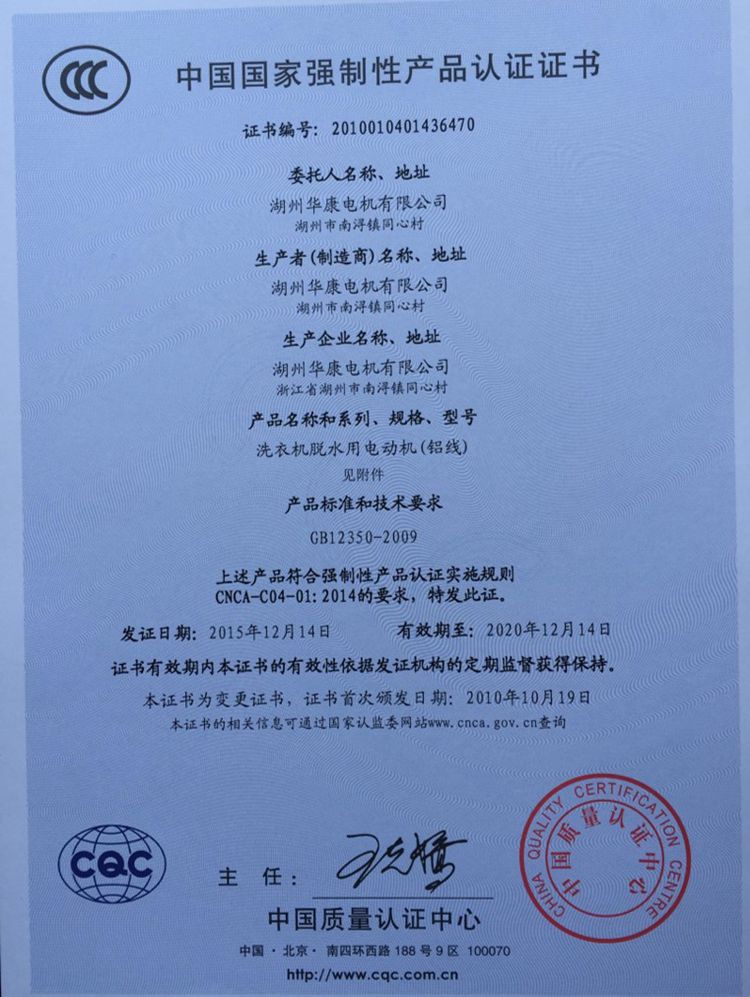 中国国家强制性产品认证证书
证书编号：2010010401436470
委托人名称、地址
湖州华康电机有限公司
湖州市南浔镇同心村
生产者(制造商)名称、地址
湖州华康电机有限公司
湖州市南浔镇同心村
生产企业名称、地址
湖州华康电机有限公司
浙江省湖州市南浔镇同心村
产品名称和系列、规格、型号
洗衣机脱水用电动机(铝线)
见附件
产品标准和技术要求
GB12350-2009
上述产品符合强制性产品认证实施规则
CNCA-C04-01:2014的要求，特发此证。
发证日期：2015年12月14日 有效期至：2020年12月14日
证书有效期内本证书的有效性依据发证机构的定期监督获得保持。
本证书为变更证书，证书首次颁发日期：2010年10月19日
本证书的相关信息可通过国家认监委网站www.cnca.gov.cn查询
CQC
主 任：
CHINA QUALITY CERTIFICATION CENTRE
中国质量认证中心
中国质量认证中心
中国·北京·南四环西路188号9区 100070
http://www.cqc.com.cn